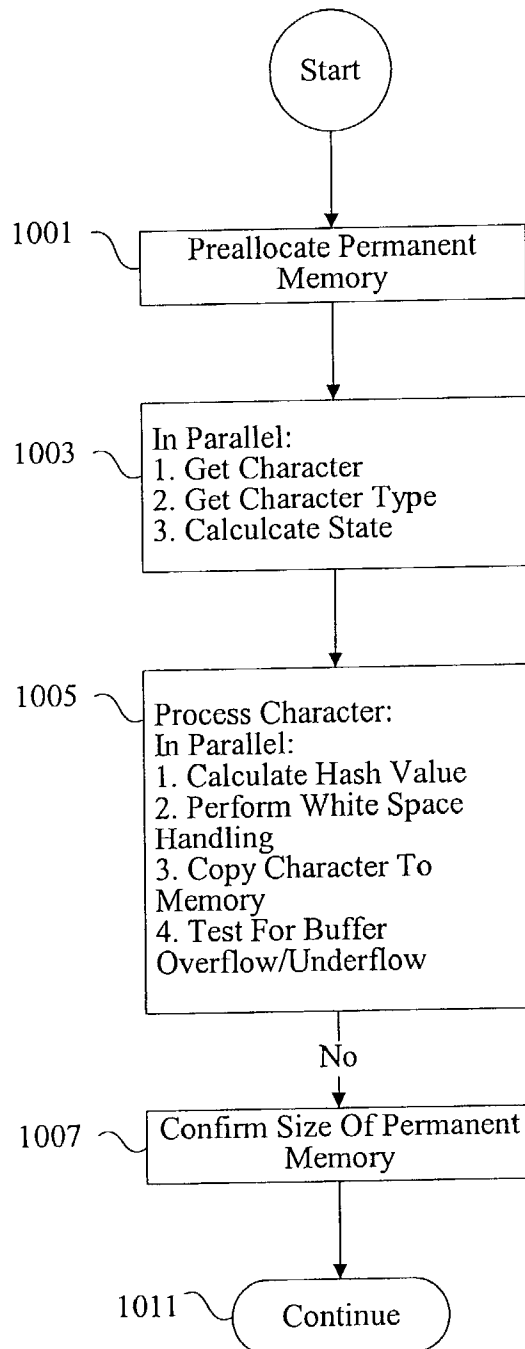 Start
1001
Preallocate Permanent
Memory
1003
In Parallel:
1. Get Character
2. Get Character Type
3. Calculcate State
1005
Process Character:
In Parallel:
1. Calculate Hash Value
2. Perform White Space
Handling
3. Copy Character To
Memory
4. Test For Buffer
Overflow/Underflow
No
1007
Confirm Size Of Permanent
Memory
1011
Continue